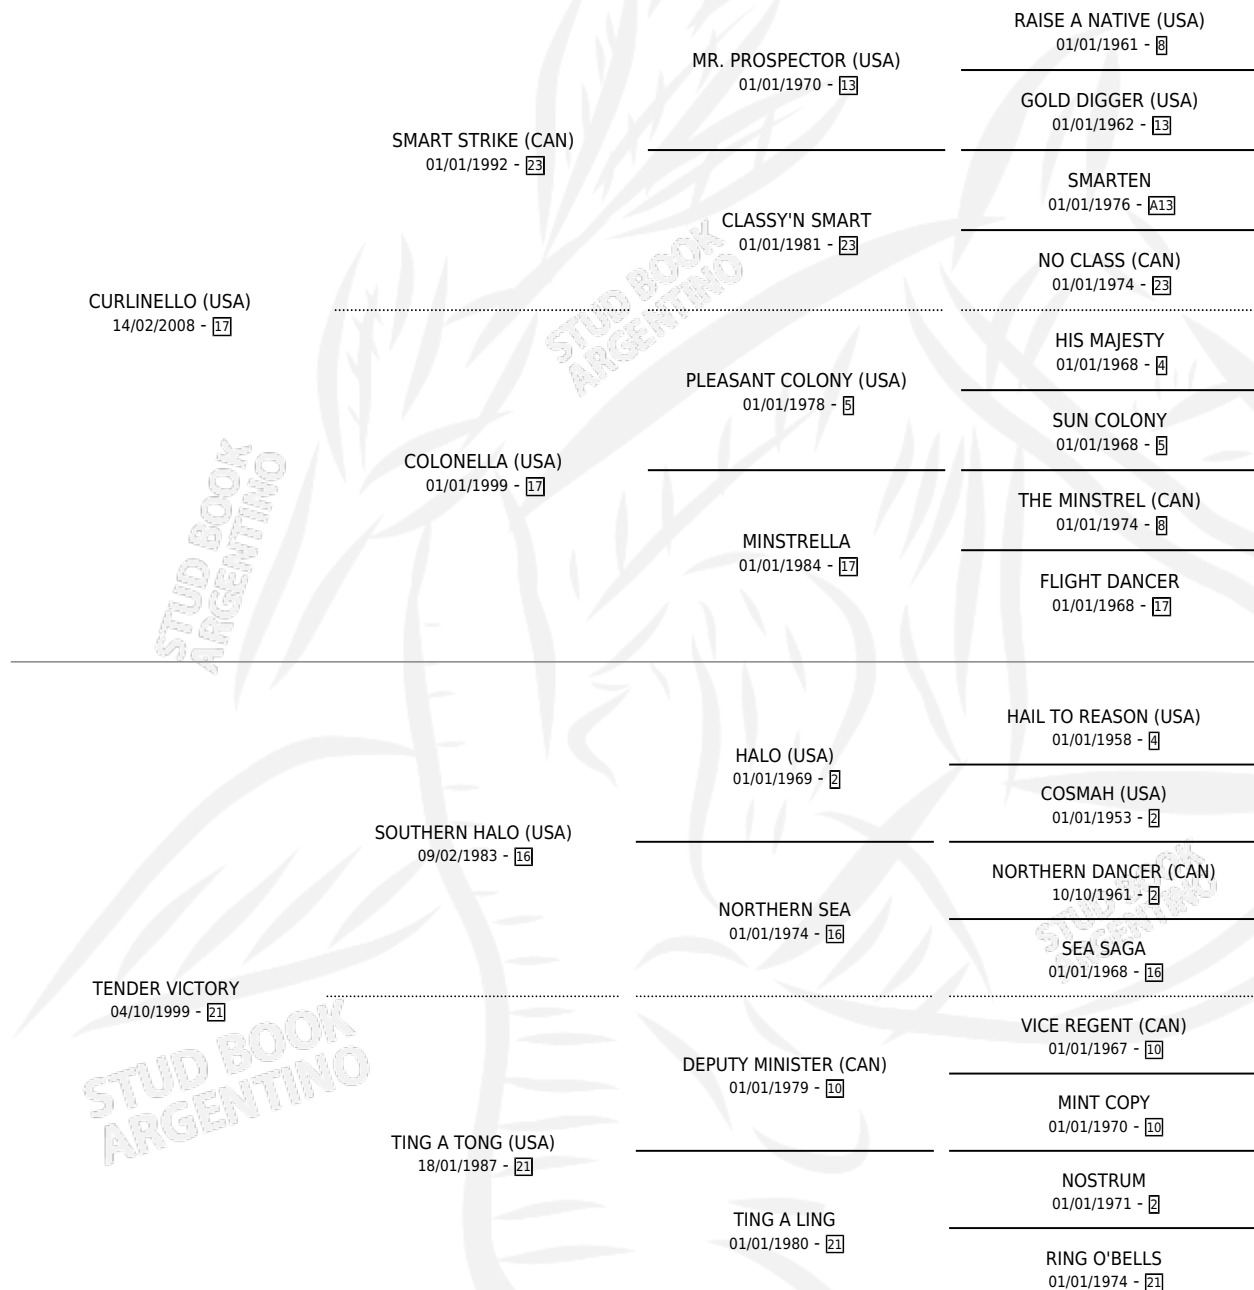 RAISE A NATIVE (USA)
01/01/1961 - 8
MR. PROSPECTOR (USA)
01/01/1970 - 13
GOLD DIGGER (USA)
01/01/1962 - 13
SMART STRIKE (CAN)
01/01/1992 - 23
SMARTEN
01/01/1976 - A13
CLASSY'N SMART
01/01/1981 - 23
NO CLASS (CAN)
01/01/1974 - 23
CURLINELLO (USA)
14/02/2008 - 17
HIS MAJESTY
01/01/1968 - 4
PLEASANT COLONY (USA)
01/01/1978 - 5
SUN COLONY
01/01/1968 - 5
COLONELLA (USA)
01/01/1999 - 17
THE MINSTREL (CAN)
01/01/1974 - 8
MINSTRELLA
01/01/1984 - 17
FLIGHT DANCER
01/01/1968 - 17
STUD BOOK
ARGENTINO
STUD BOOK
ARGENTINO
HAIL TO REASON (USA)
01/01/1958 - 4
HALO (USA)
01/01/1969 - 2
COSMAH (USA)
01/01/1953 - 2
SOUTHERN HALO (USA)
09/02/1983 - 16
NORTHERN DANCER (CAN)
10/10/1961 - 2
NORTHERN SEA
01/01/1974 - 16
SEA SAGA
01/01/1968 - 16
TENDER VICTORY
04/10/1999 - 21
VICE REGENT (CAN)
01/01/1967 - 10
DEPUTY MINISTER (CAN)
01/01/1979 - 10
MINT COPY
01/01/1970 - 10
TING A TONG (USA)
18/01/1987 - 21
NOSTRUM
01/01/1971 - 2
TING A LING
01/01/1980 - 21
RING O'BELLS
01/01/1974 - 21
STUD BOOK
ARGENTINO
STUD BOOK
ARGENTINO